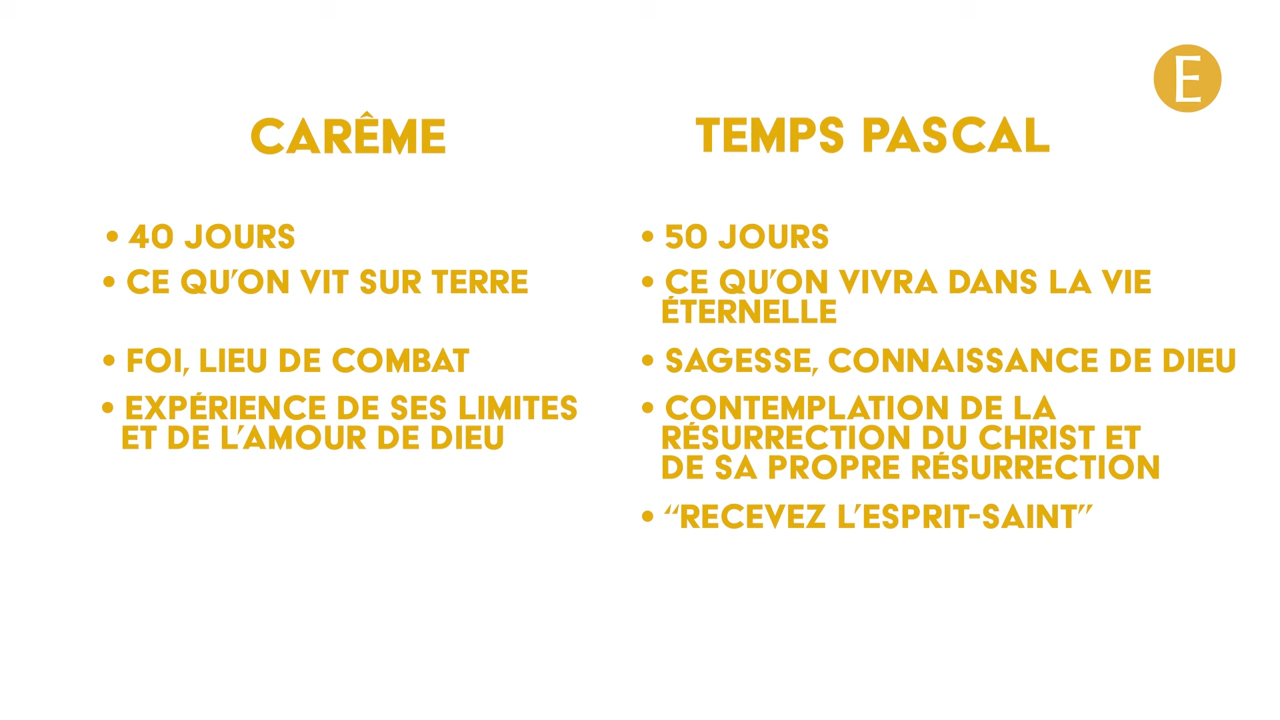 E
CARÊME
• 40 JOURS
• CE QU'ON VIT SUR TERRE
• FOI, LIEU DE COMBAT
• EXPÉRIENCE DE SES LIMITES
ET DE L'AMOUR DE DIEU
TEMPS PASCAL
• 50 JOURS
• CE QU'ON VIVRA DANS LA VIE
ÉTERNELLE
• SAGESSE, CONNAISSANCE DE DIEU
• CONTEMPLATION DE LA
RÉSURRECTION DU CHRIST ET
DE SA PROPRE RÉSURRECTION
• “RECEVEZ L'ESPRIT-SAINT”